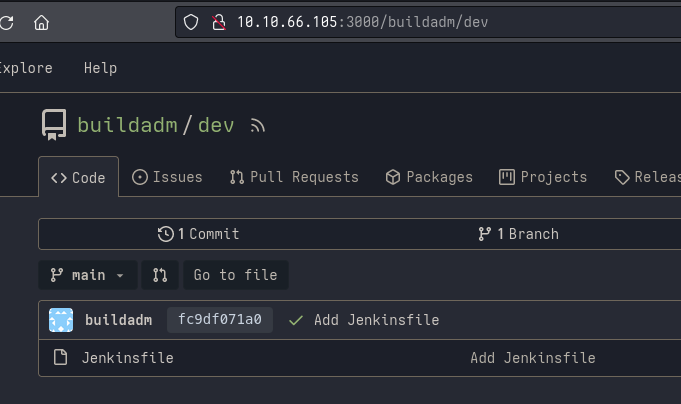 10.10.66.105:3000/buildadm/dev
Explore Help
buildadm/dev
Code Issues Pull Requests Packages Projects Releas
1 Commit 1 Branch
main Go to file
buildadm fc9df071a0 Add Jenkinsfile
Jenkinsfile Add Jenkinsfile